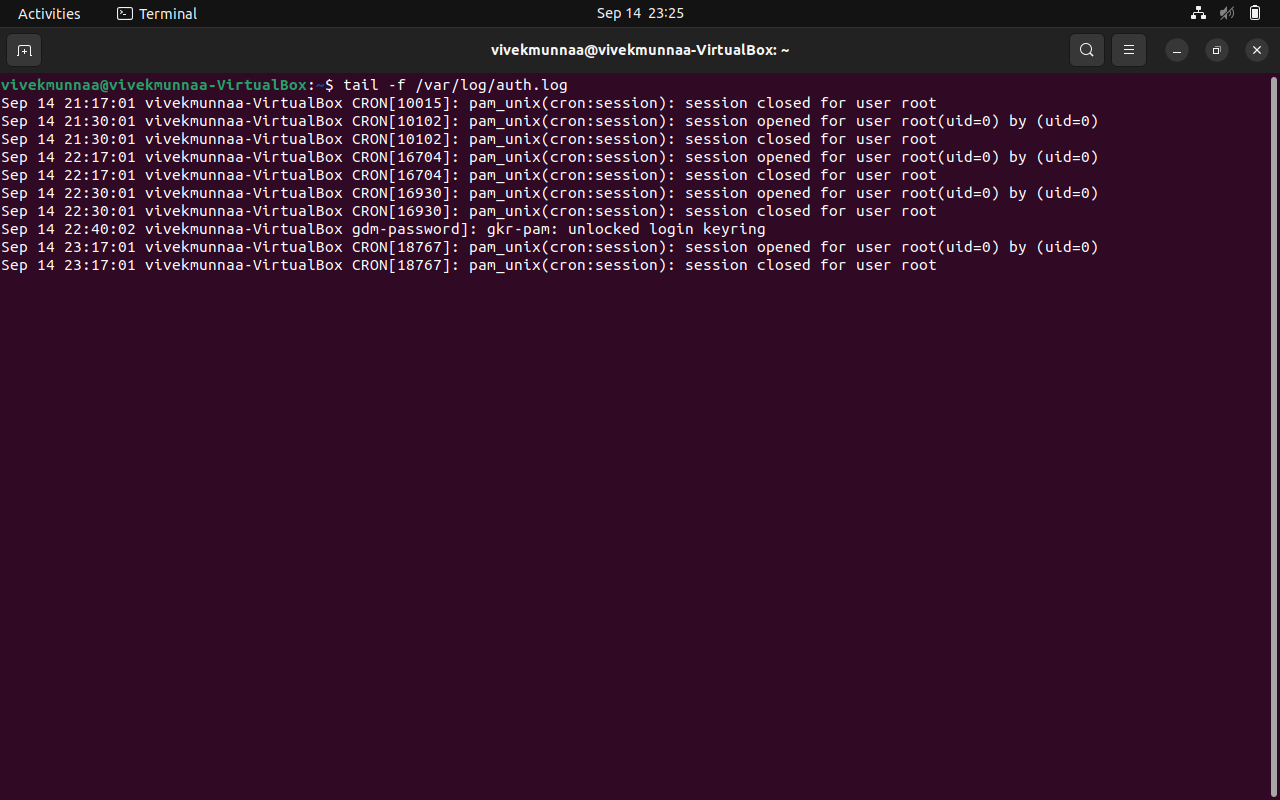 Activities
Terminal
Sep 14 23:25
vivekmunnaa@vivekmunnaa-VirtualBox: ~
vivekmunnaa@vivekmunnaa-VirtualBox:~$ tail -f /var/log/auth.log
Sep 14 21:17:01 vivekmunnaa-VirtualBox CRON[10015]: pam_unix(cron:session): session closed for user root
Sep 14 21:30:01 vivekmunnaa-VirtualBox CRON[10102]: pam_unix(cron:session): session opened for user root(uid=0) by (uid=0)
Sep 14 21:30:01 vivekmunnaa-VirtualBox CRON[10102]: pam_unix(cron:session): session closed for user root
Sep 14 22:17:01 vivekmunnaa-VirtualBox CRON[16704]: pam_unix(cron:session): session opened for user root(uid=0) by (uid=0)
Sep 14 22:17:01 vivekmunnaa-VirtualBox CRON[16704]: pam_unix(cron:session): session closed for user root
Sep 14 22:30:01 vivekmunnaa-VirtualBox CRON[16930]: pam_unix(cron:session): session opened for user root(uid=0) by (uid=0)
Sep 14 22:30:01 vivekmunnaa-VirtualBox CRON[16930]: pam_unix(cron:session): session closed for user root
Sep 14 22:40:02 vivekmunnaa-VirtualBox gdm-password]: gkr-pam: unlocked login keyring
Sep 14 23:17:01 vivekmunnaa-VirtualBox CRON[18767]: pam_unix(cron:session): session opened for user root(uid=0) by (uid=0)
Sep 14 23:17:01 vivekmunnaa-VirtualBox CRON[18767]: pam_unix(cron:session): session closed for user root